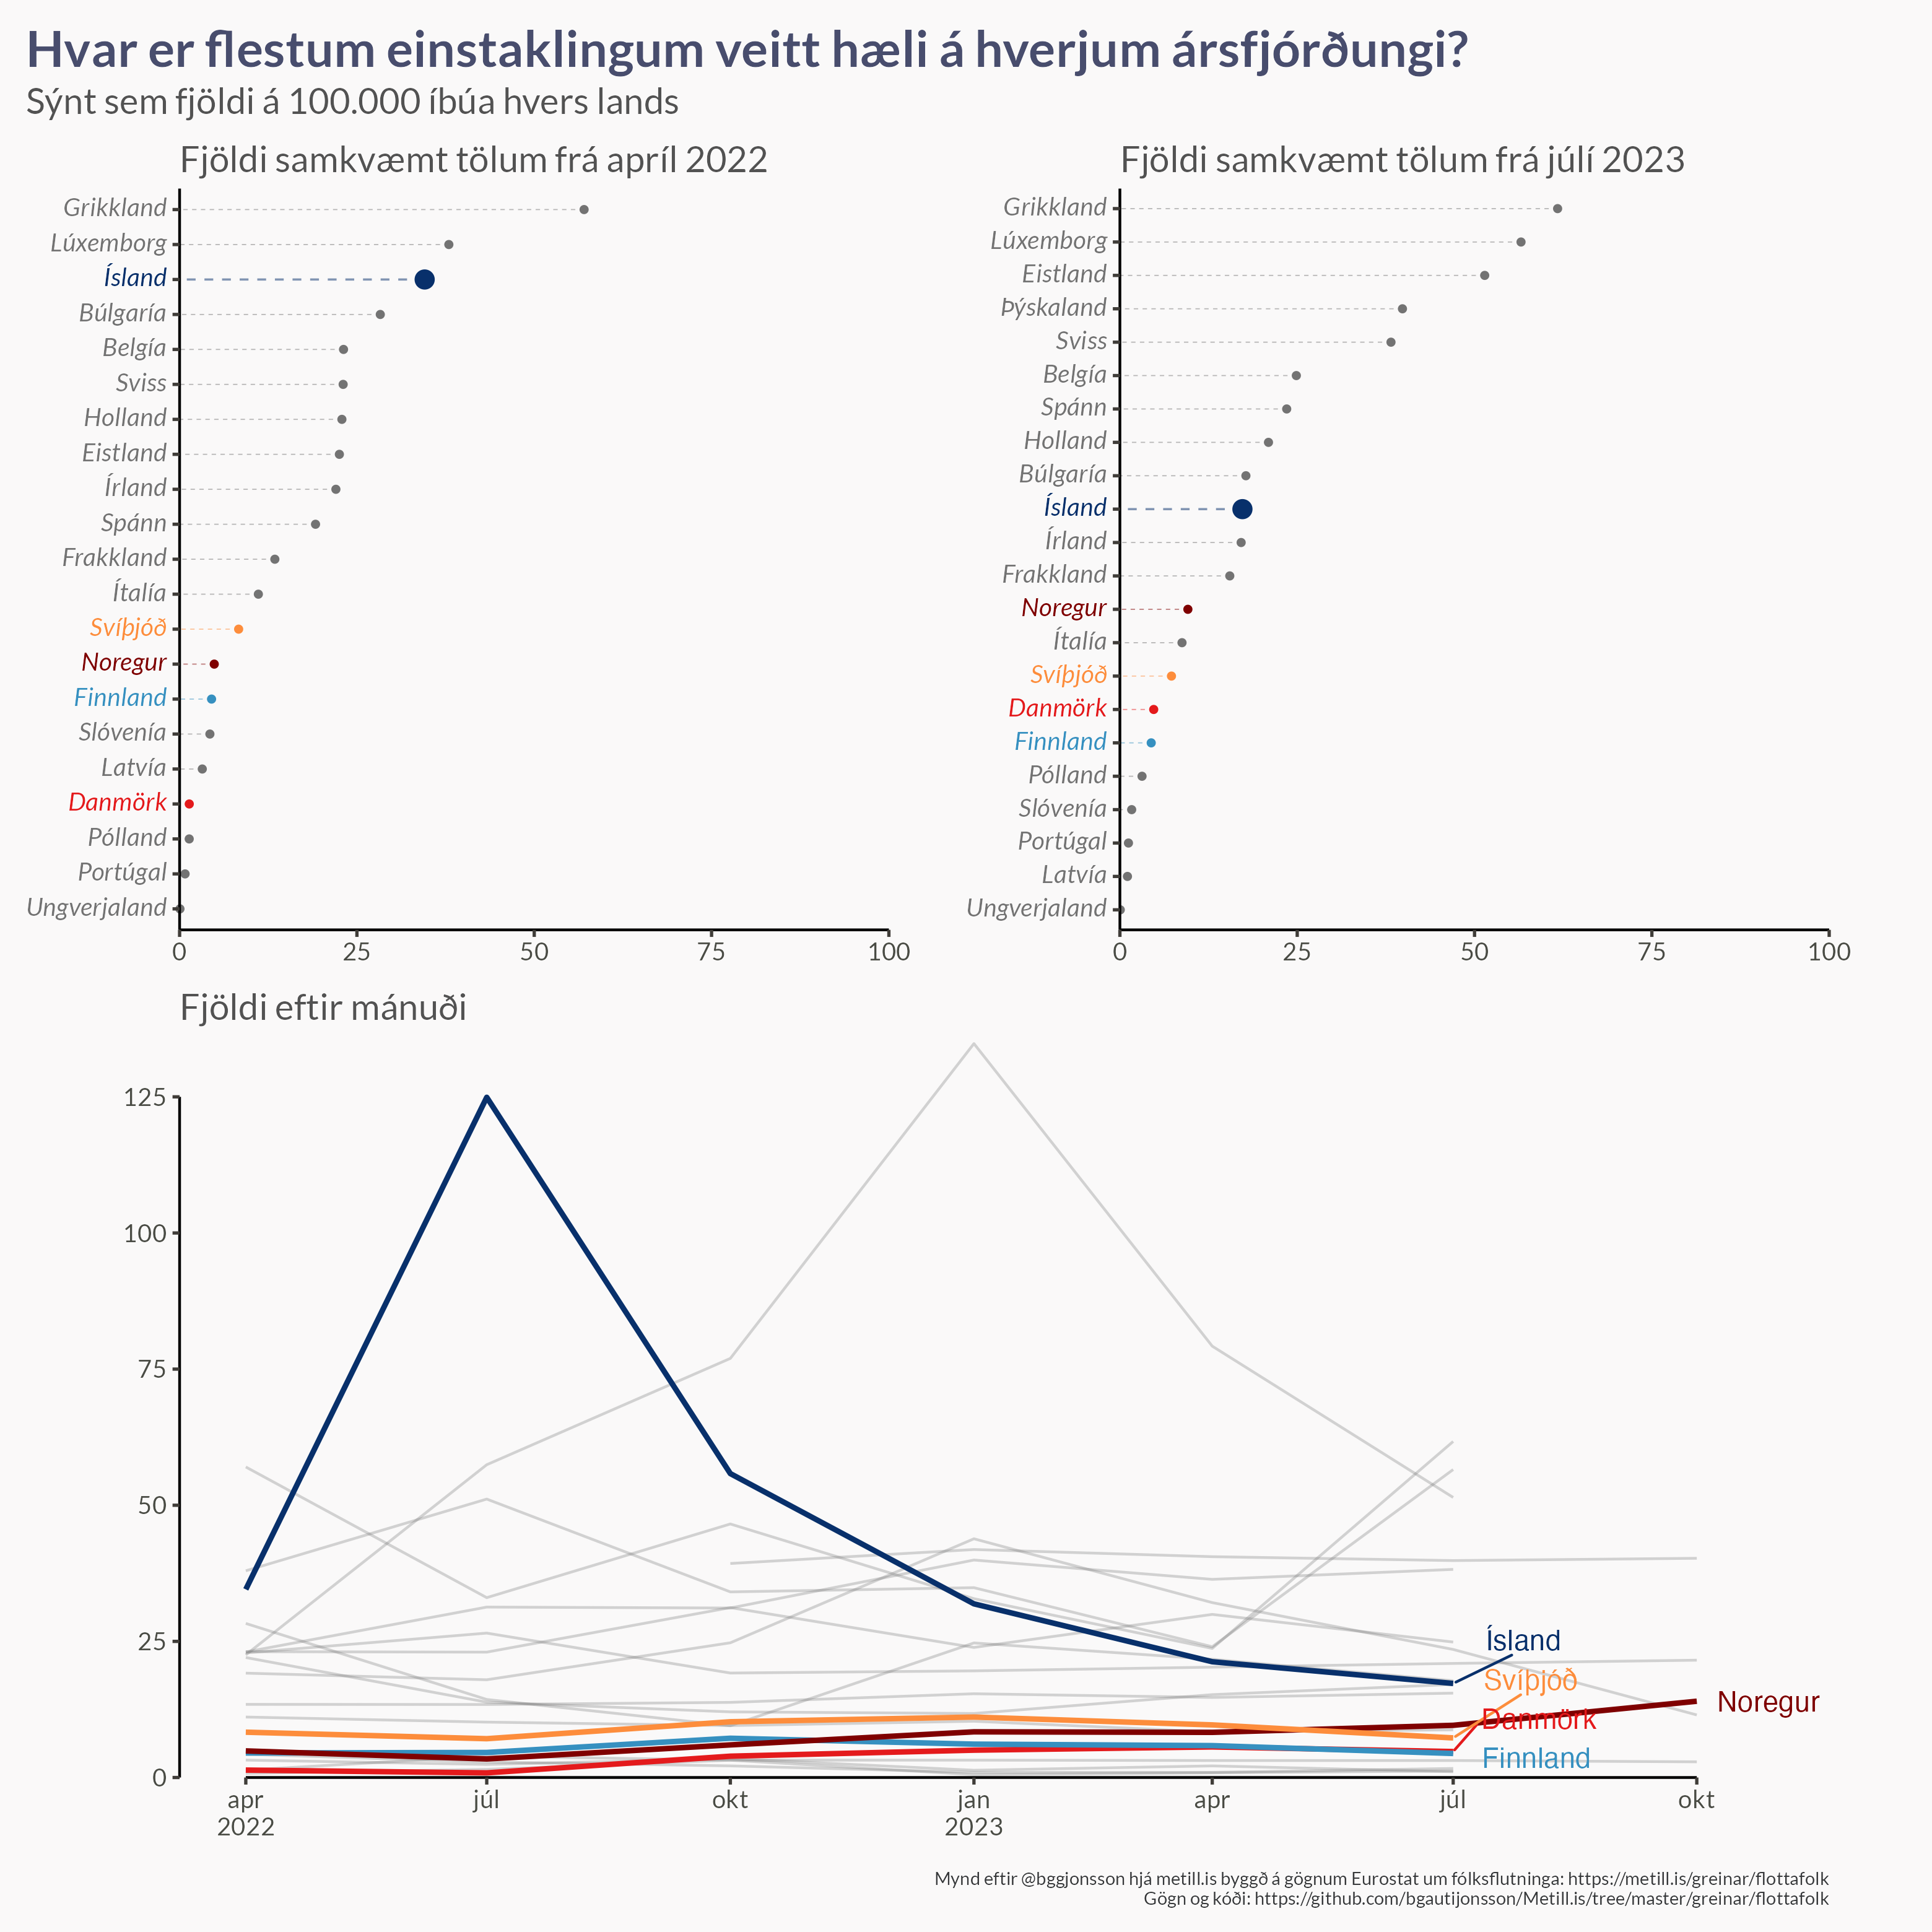 Hvar er flestum einstaklingum veitt hæli á hverjum ársfjórðungi?
Sýnt sem fjöldi á 100.000 íbúa hvers lands
Fjöldi samkvæmt tölum frá apríl 2022
Grikkland
Lúxemborg
Ísland
Búlgaría
Belgía
Sviss
Holland
Eistland
Írland
Spánn
Frakkland
Ítalía
Svíþjóð
Noregur
Finnland
Slóvenía
Latvía
Danmörk
Pólland
Portúgal
Ungverjaland
0 25 50 75 100
Fjöldi samkvæmt tölum frá júlí 2023
Grikkland
Lúxemborg
Eistland
Þýskaland
Sviss
Belgía
Spánn
Holland
Búlgaría
Ísland
Írland
Frakkland
Noregur
Ítalía
Svíþjóð
Danmörk
Finnland
Pólland
Slóvenía
Portúgal
Latvía
Ungverjaland
0 25 50 75 100
Fjöldi eftir mánuði
125
100
75
50
25
0
Ísland
Svíþjóð
Noregur
Danmörk
Finnland
apr júl okt jan apr júl okt
2022 2023
Mynd eftir @bggjonsson hjá metill.is byggð á gögnum Eurostat um fólksflutninga: https://metill.is/greinar/flottafolk
Gögn og kóði: https://github.com/bgautijonsson/Metill.is/tree/master/greinar/flottafolk